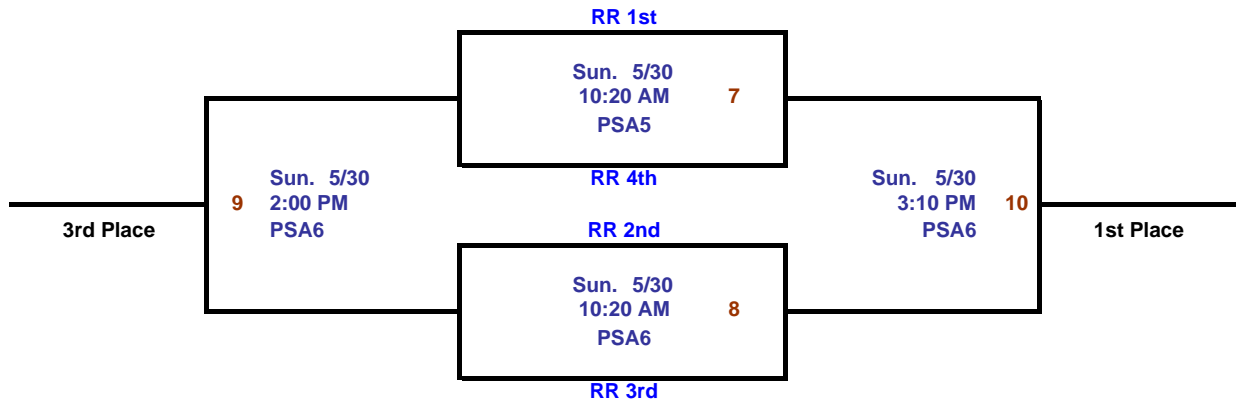 RR 1st
Sun. 5/30
10:20 AM 7
PSA5
RR 4th
Sun. 5/30
9 2:00 PM
PSA6
3rd Place
Sun. 5/30
3:10 PM 10
PSA6
1st Place
RR 2nd
Sun. 5/30
10:20 AM 8
PSA6
RR 3rd